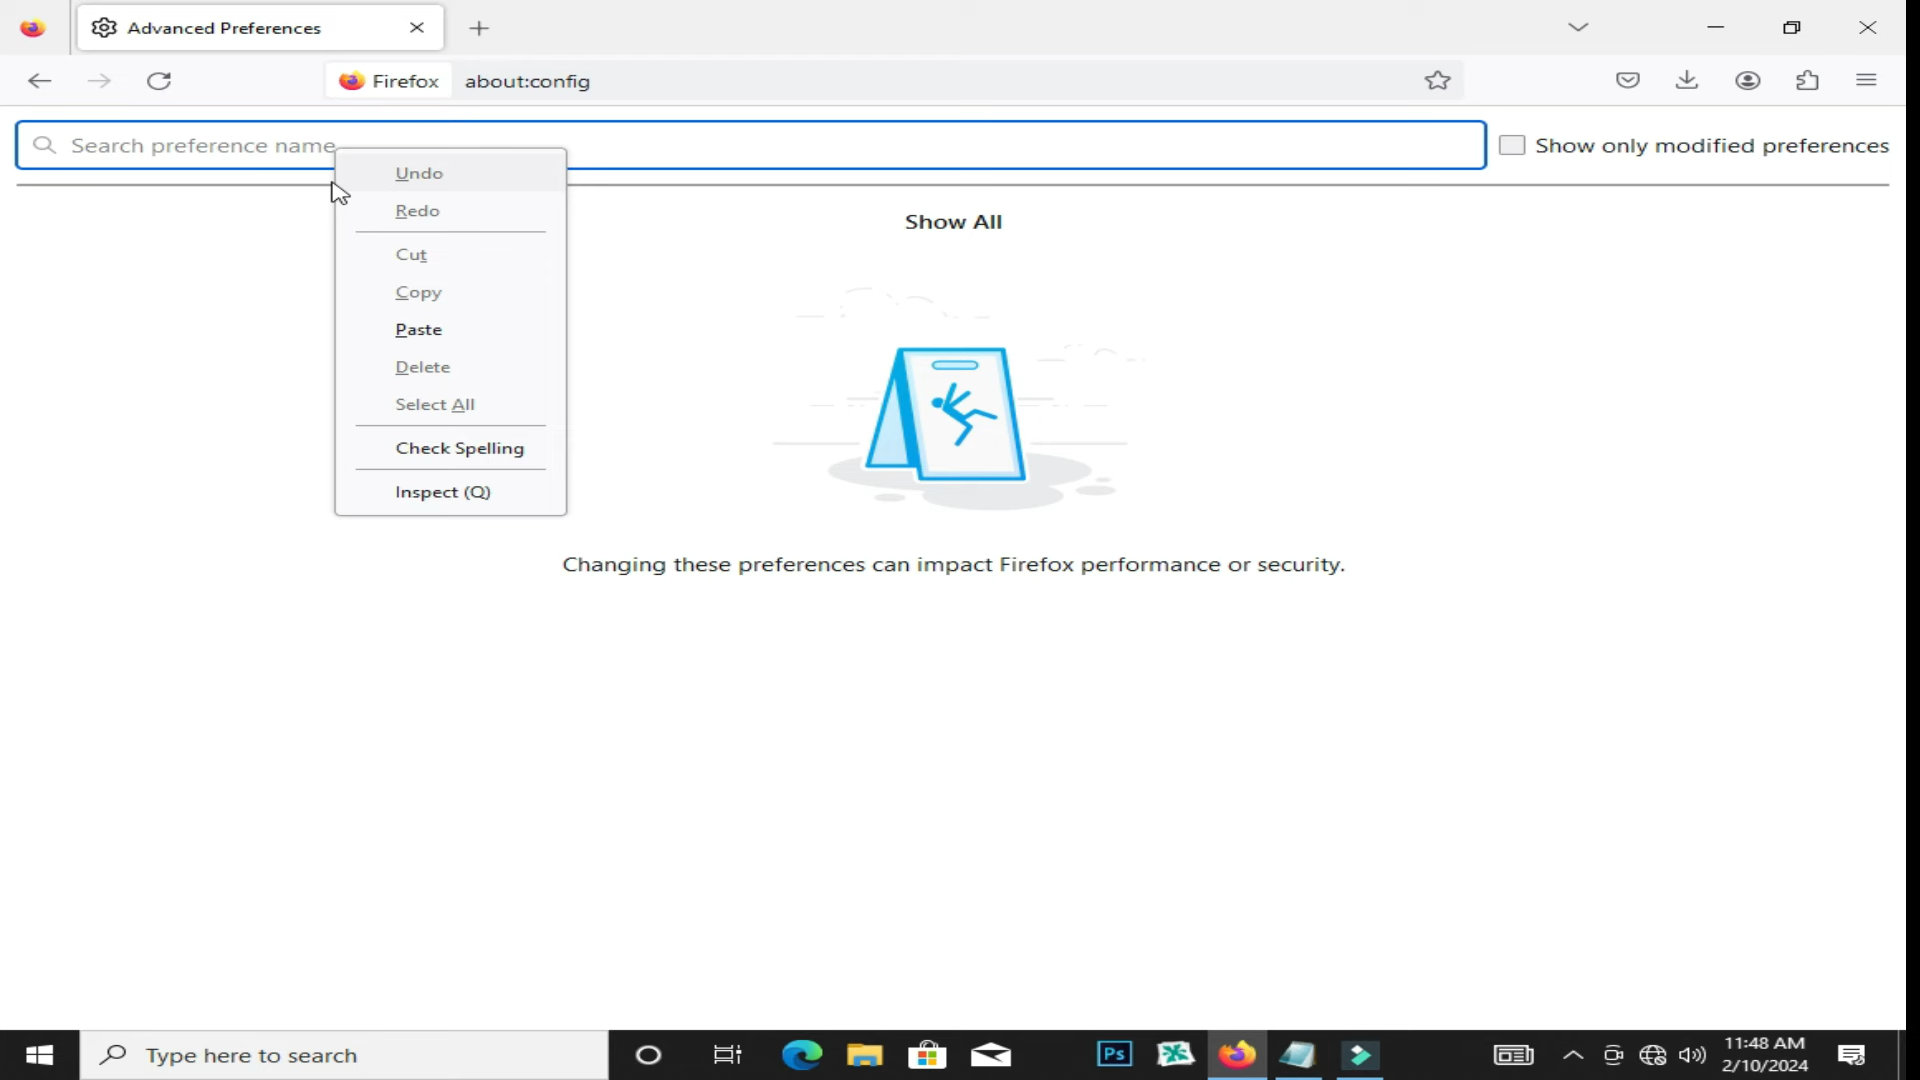 Advanced Preferences
Firefox about:config
Search preference name
Show only modified preferences
Undo
Redo
Cut
Copy
Paste
Delete
Select All
Check Spelling
Inspect (Q)
Show All
Changing these preferences can impact Firefox performance or security.
Type here to search
Ps
11:48 AM
2/10/2024